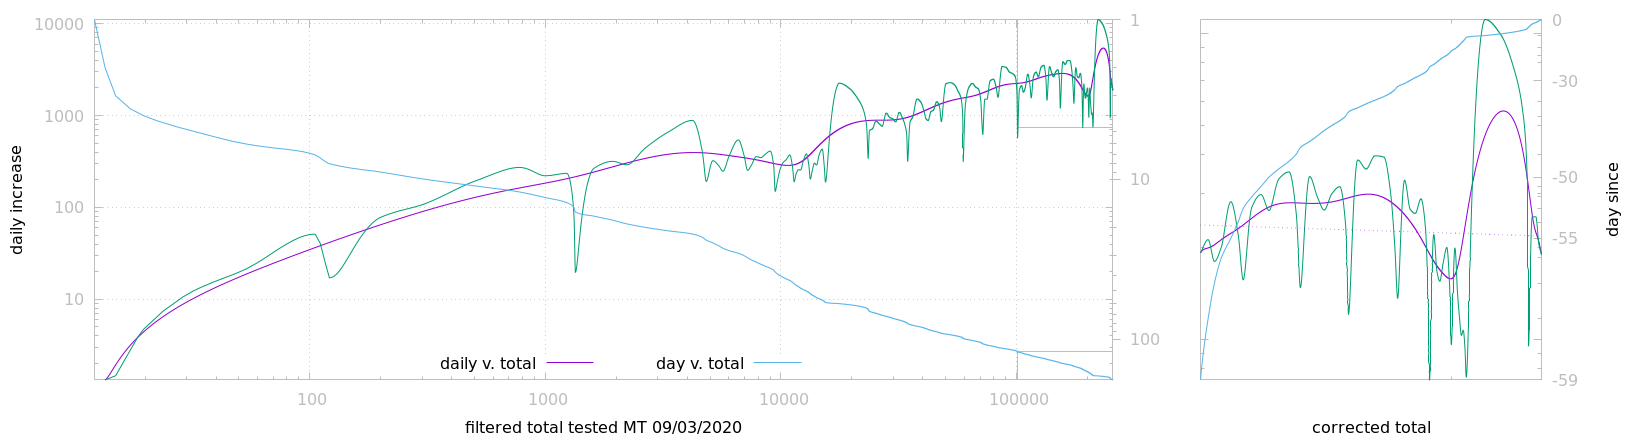 10000
1000
100
10
daily increase
100
1000
10000
100000
filtered total tested MT 09/03/2020
daily v. total
day v. total
1
10
100
0
-30
-50
-55
-59
day since
corrected total